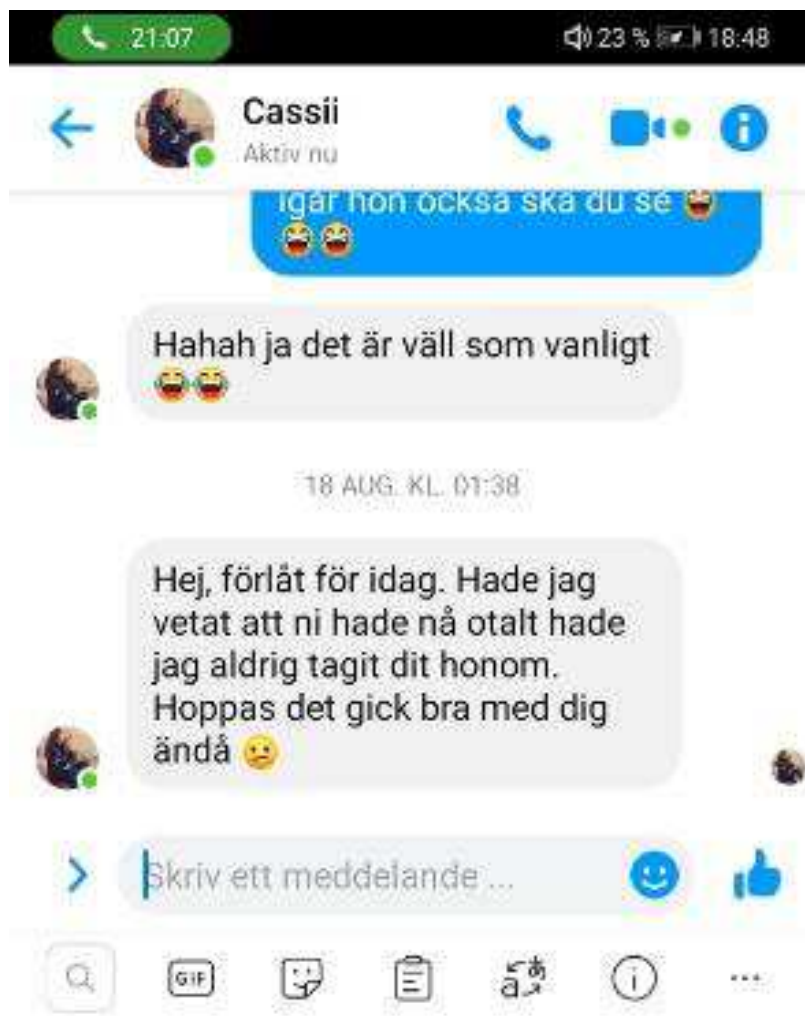 21:07 23 % 18:48
Cassii
Aktiv nu
igår hon också ska du se 😆
😆😆
Hahah ja det är väll som vanligt
😂😂
18 AUG. KL. 01:38
Hej, förlåt för idag. Hade jag
vetat att ni hade nå otalt hade
jag aldrig tagit dit honom.
Hoppas det gick bra med dig
ändå 🫤
Skriv ett meddelande ...
GIF